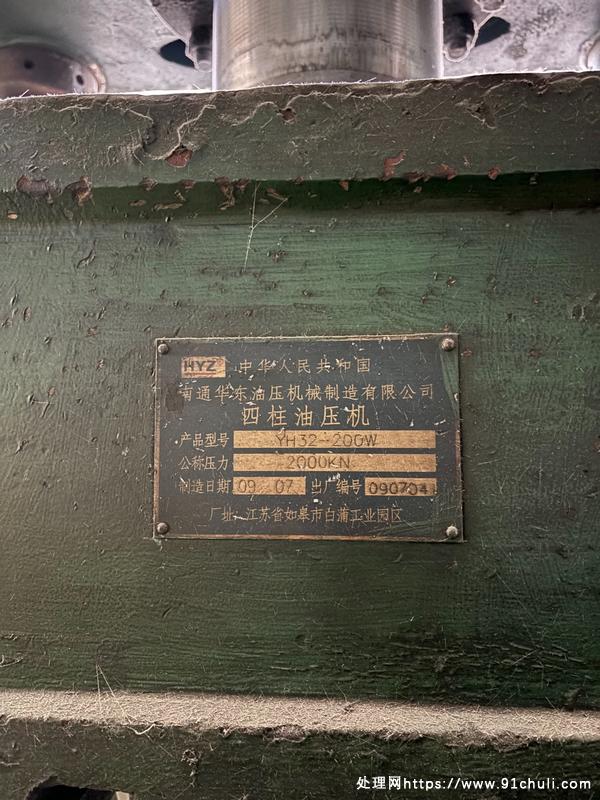 HYZ 中华人民共和国
南通华东油压机械制造有限公司
四柱油压机
产品型号 YH32-200W
公称压力 2000KN
制造日期 09 07 出厂编号 090704
厂址:江苏省如皋市白蒲工业园区
处理网https://www.91chuli.com/